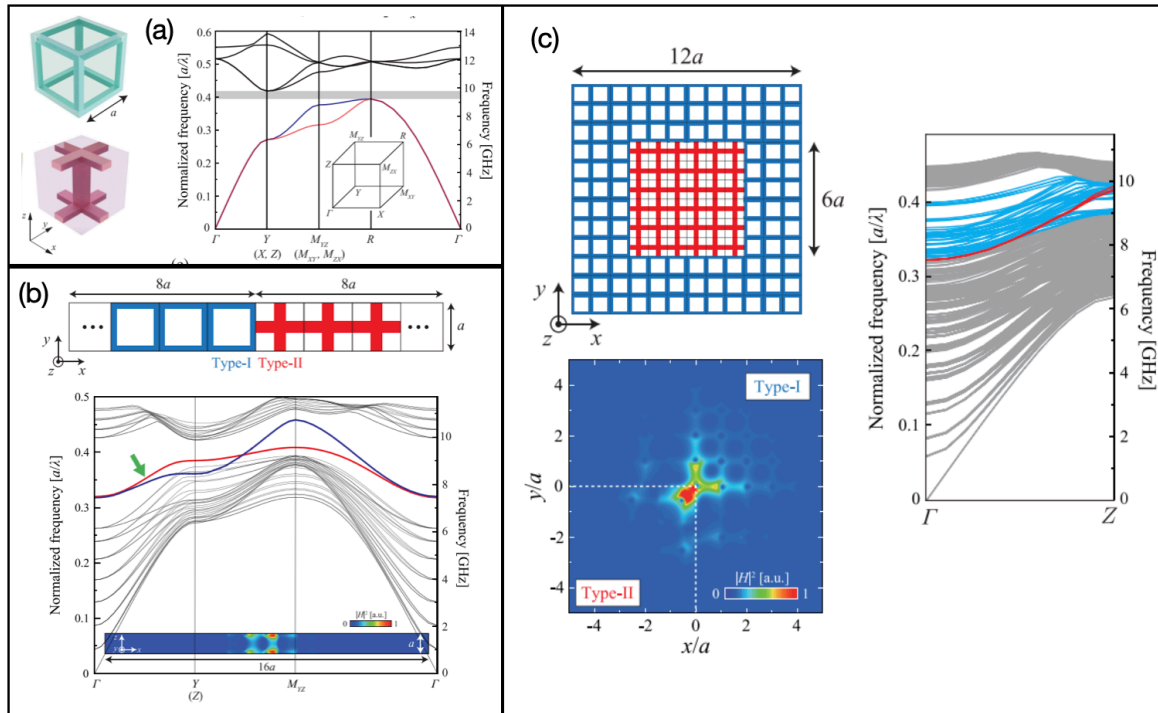 (a)
a
z
y
x
Normalized frequency [a/λ]
0.6
0.5
0.4
0.3
0.2
0.1
0
Frequency [GHz]
14
12
10
8
6
4
2
0
M_YZ
R
Z
M_ZX
Y
M_XY
Γ
X
Γ
Y
M_YZ
R
Γ
(X, Z)
(M_XY, M_ZX)
(b)
8a
8a
a
Type-I
Type-II
y
z
x
Normalized frequency [a/λ]
0.5
0.4
0.3
0.2
0.1
0
Frequency [GHz]
10
8
6
4
2
0
|H|² [a.u.]
0
1
z
y
x
a
16a
Γ
Y
M_YZ
Γ
(Z)
(c)
12a
6a
y
z
x
y/a
4
2
0
-2
-4
Type-I
Type-II
|H|² [a.u.]
0
1
-4
-2
0
2
4
x/a
Normalized frequency [a/λ]
0.4
0.3
0.2
0.1
0
Frequency [GHz]
10
8
6
4
2
0
Γ
Z